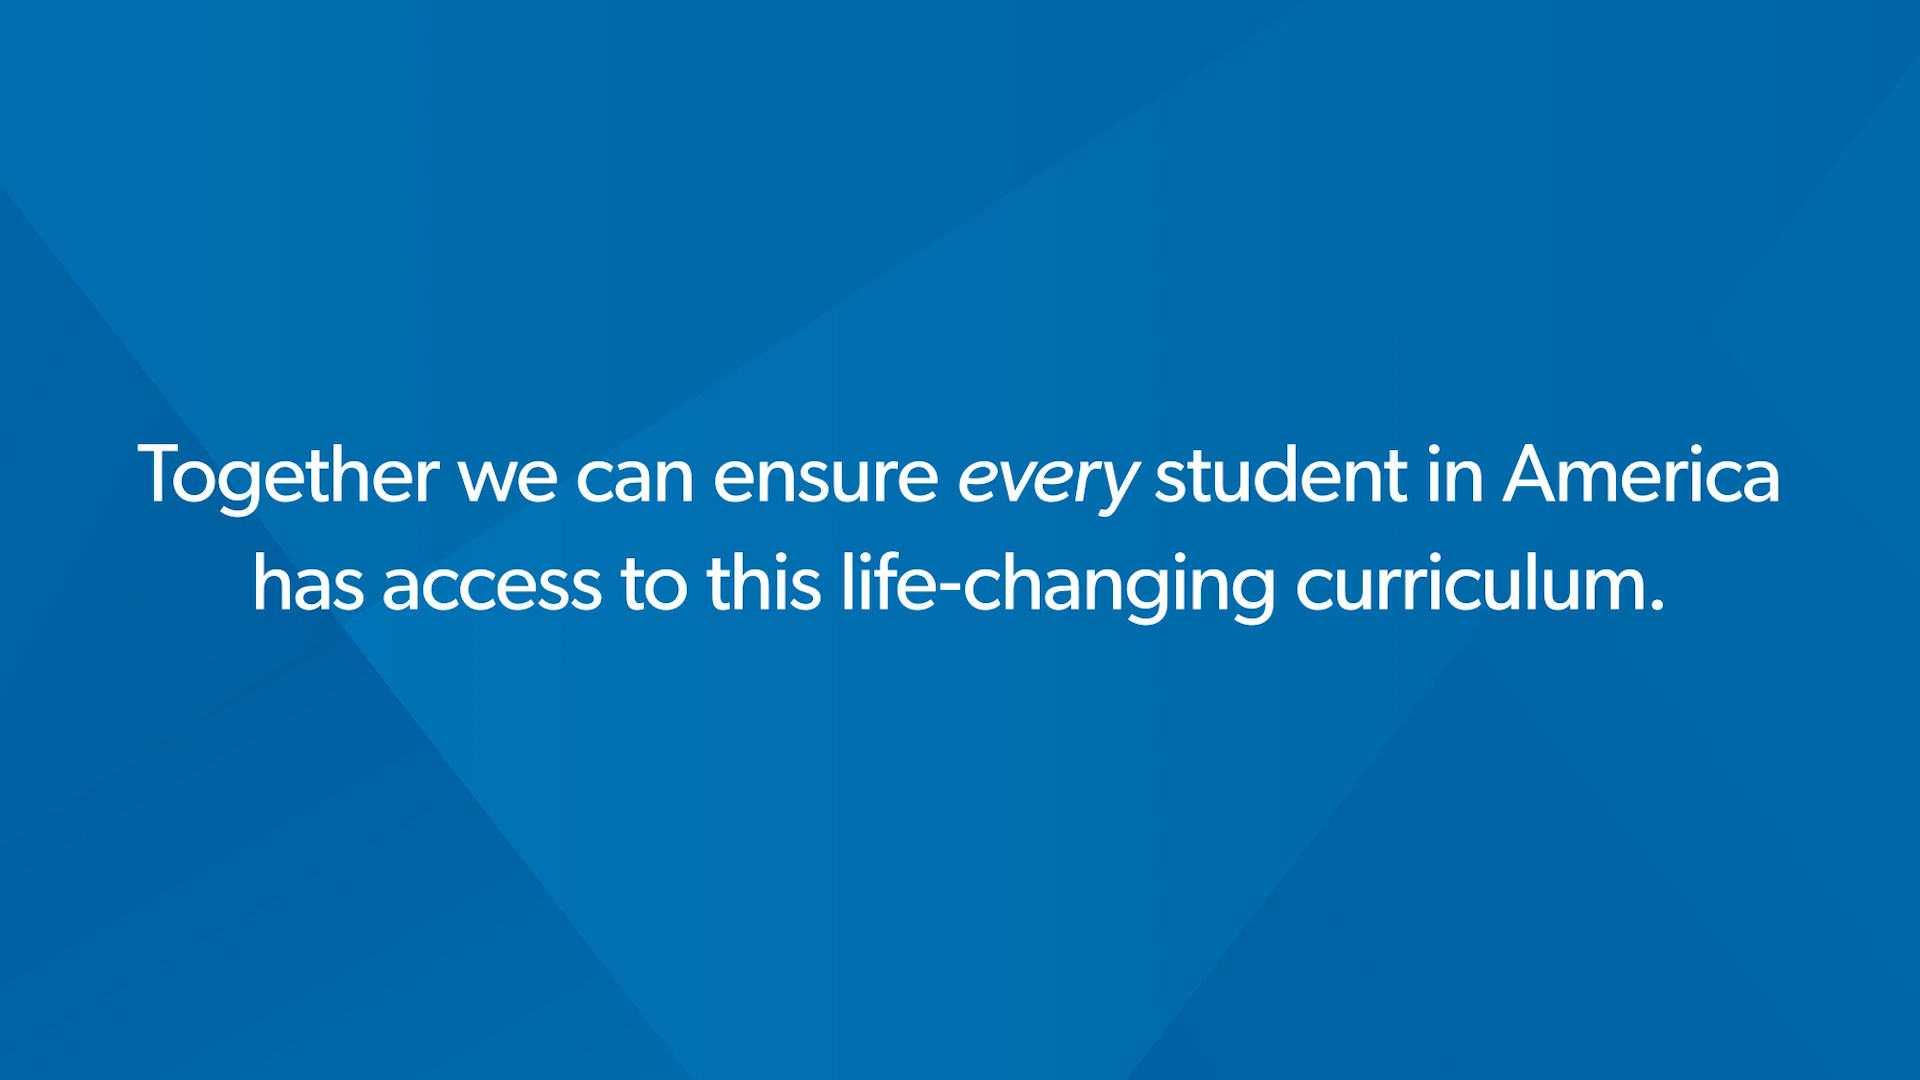 Together we can ensure every student in America
has access to this life-changing curriculum.